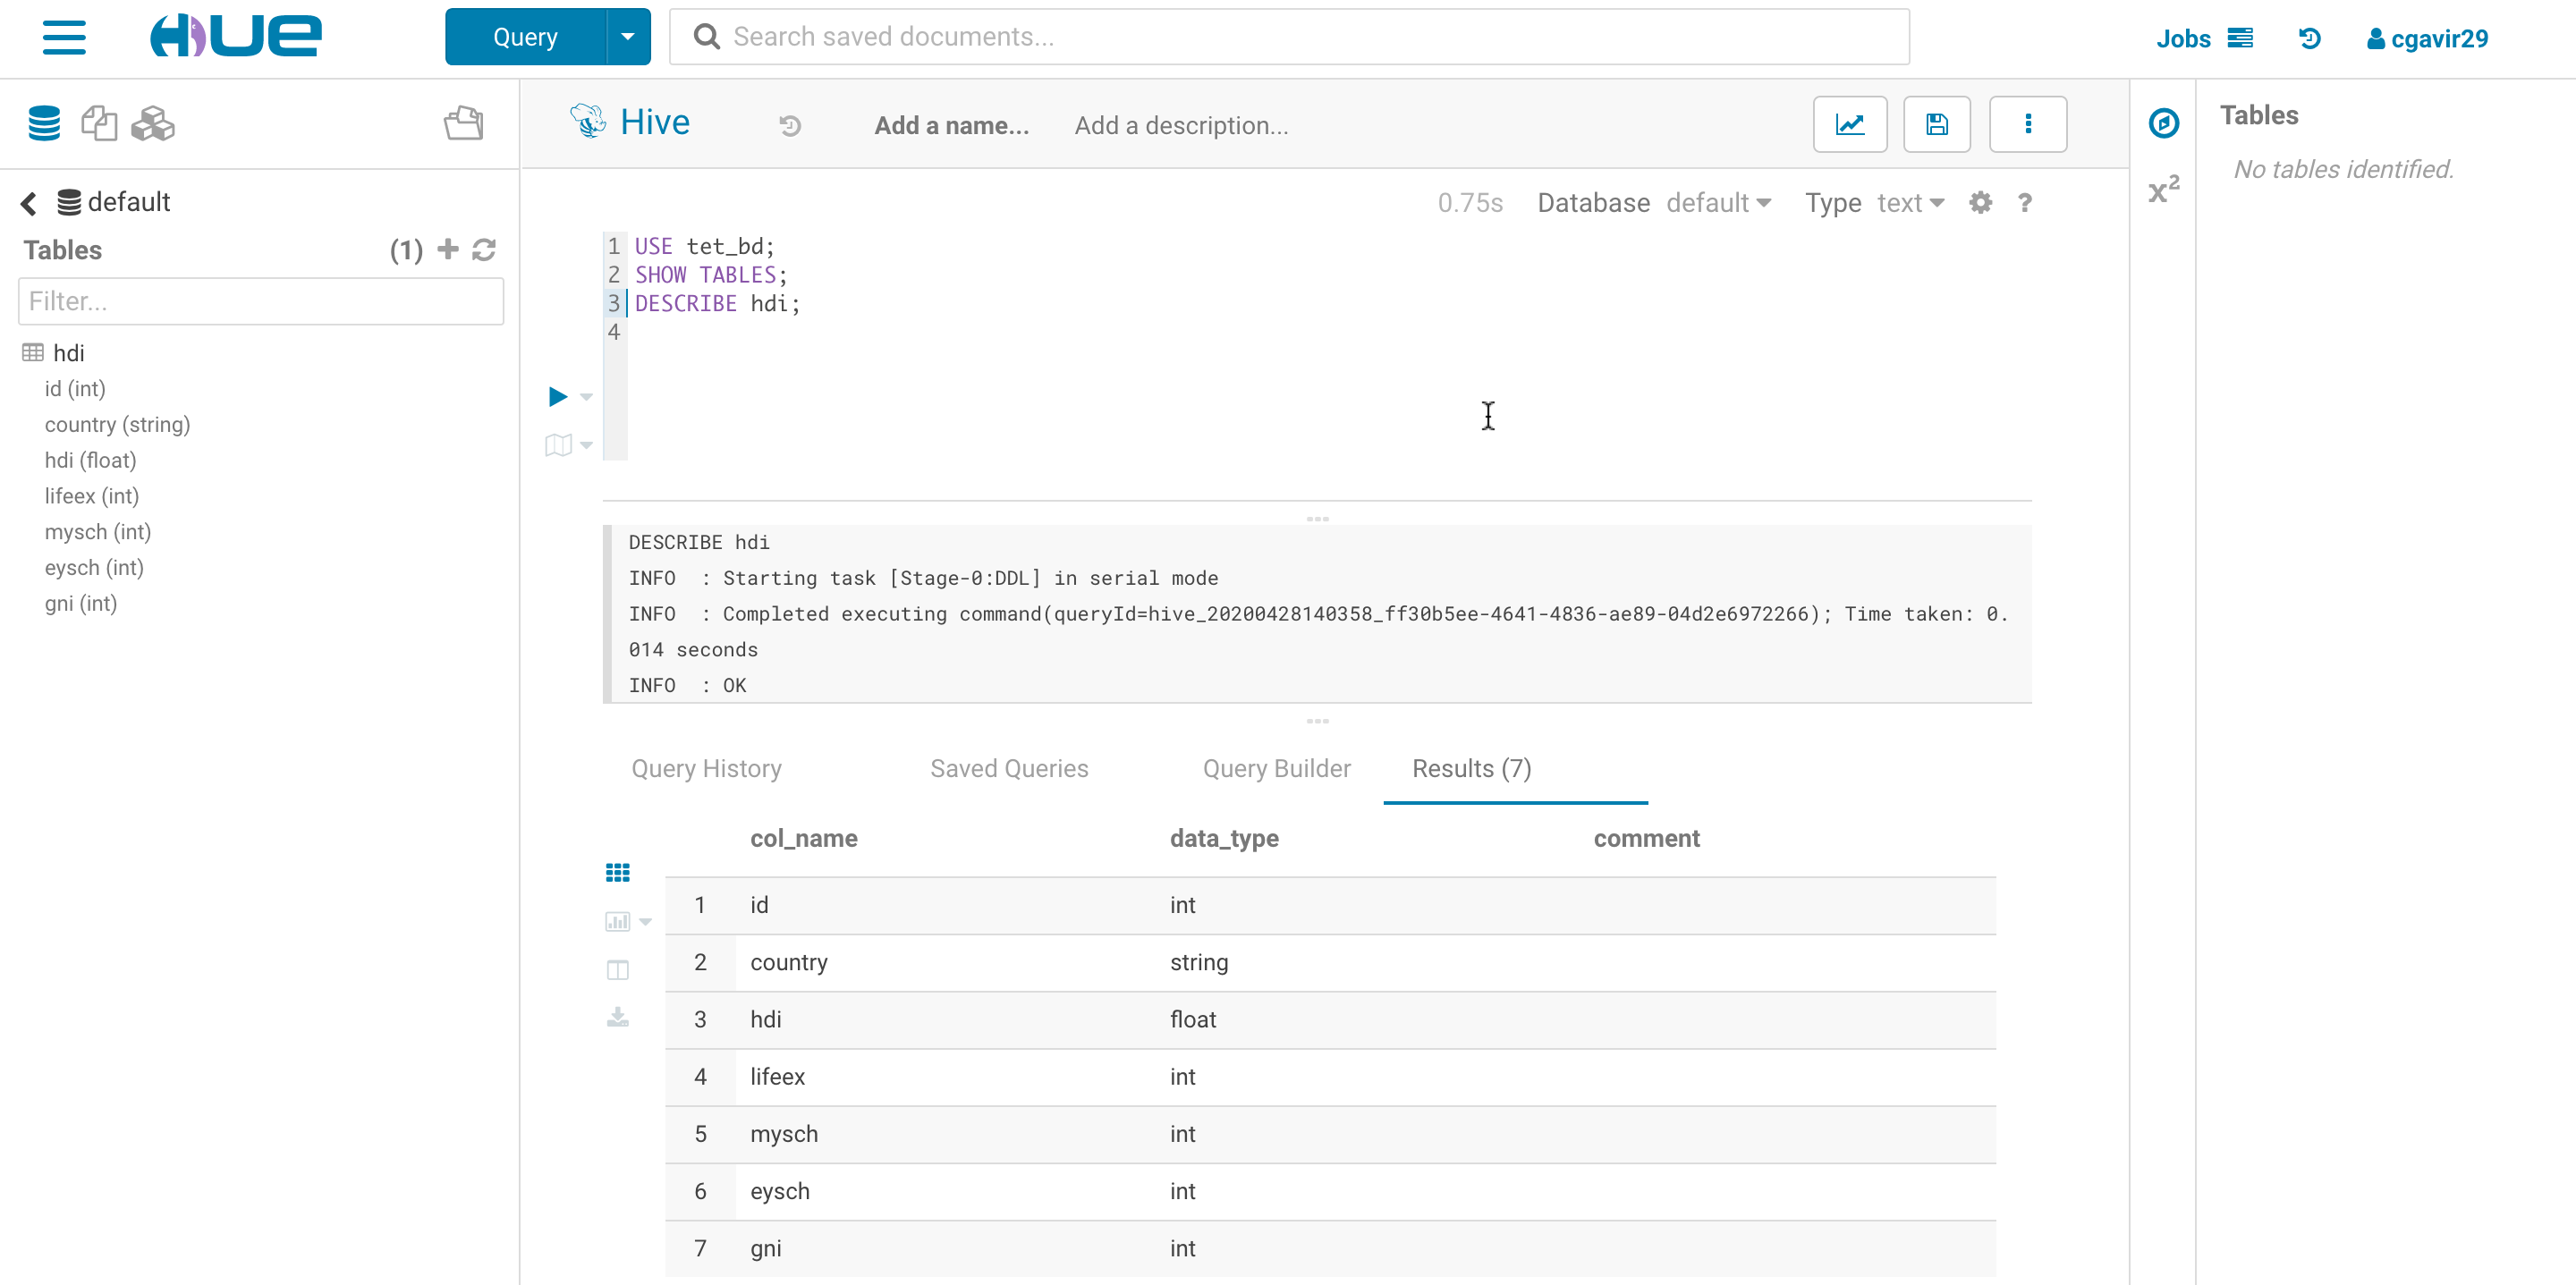 HUE
Query
Search saved documents...
Jobs
cgavir29
default
Tables (1)
Filter...
hdi
id (int)
country (string)
hdi (float)
lifeex (int)
mysch (int)
eysch (int)
gni (int)
Hive
Add a name...
Add a description...
0.75s Database default Type text ?
1 USE tet_bd;
2 SHOW TABLES;
3 DESCRIBE hdi;
4
DESCRIBE hdi
INFO  : Starting task [Stage-0:DDL] in serial mode
INFO  : Completed executing command(queryId=hive_20200428140358_ff30b5ee-4641-4836-ae89-04d2e6972266); Time taken: 0.
014 seconds
INFO  : OK
Query History Saved Queries Query Builder Results (7)
col_name data_type comment
1 id int
2 country string
3 hdi float
4 lifeex int
5 mysch int
6 eysch int
7 gni int
x²
Tables
No tables identified.